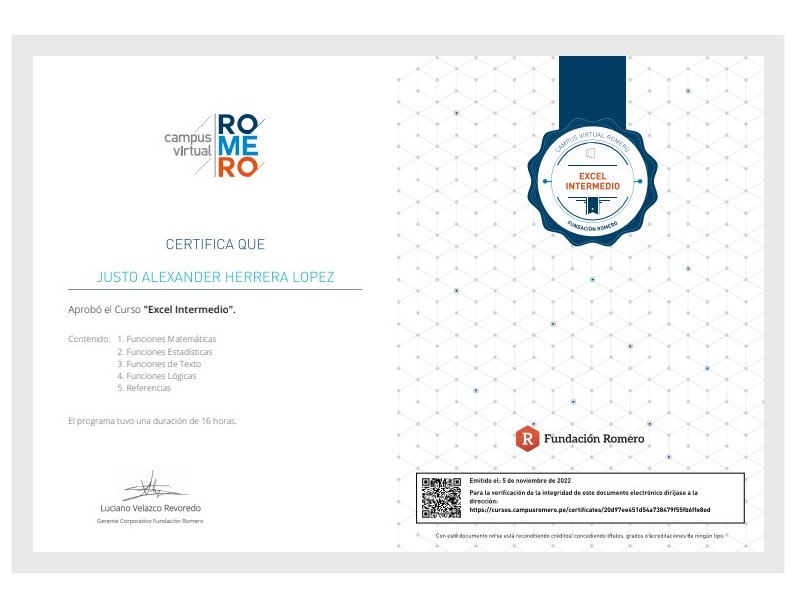 campus
virtual
RO
ME
RO
CERTIFICA QUE
JUSTO ALEXANDER HERRERA LOPEZ
Aprobó el Curso "Excel Intermedio".
Contenido: 1. Funciones Matemáticas
2. Funciones Estadísticas
3. Funciones de Texto
4. Funciones Lógicas
5. Referencias
El programa tuvo una duración de 16 horas.
Luciano Velazco Revoredo
Gerente Corporativo Fundación Romero
CAMPUS VIRTUAL ROMERO
EXCEL
INTERMEDIO
FUNDACIÓN ROMERO
R Fundación Romero
Emitido el: 5 de noviembre de 2022
Para la verificación de la integridad de este documento electrónico diríjase a la
dirección:
https://cursos.campusromero.pe/certificates/20d97ee451d54a738479f55fb6ffe8ed
Con este documento no se está reconociendo créditos, concediendo títulos, grados o acreditaciones de ningún tipo.